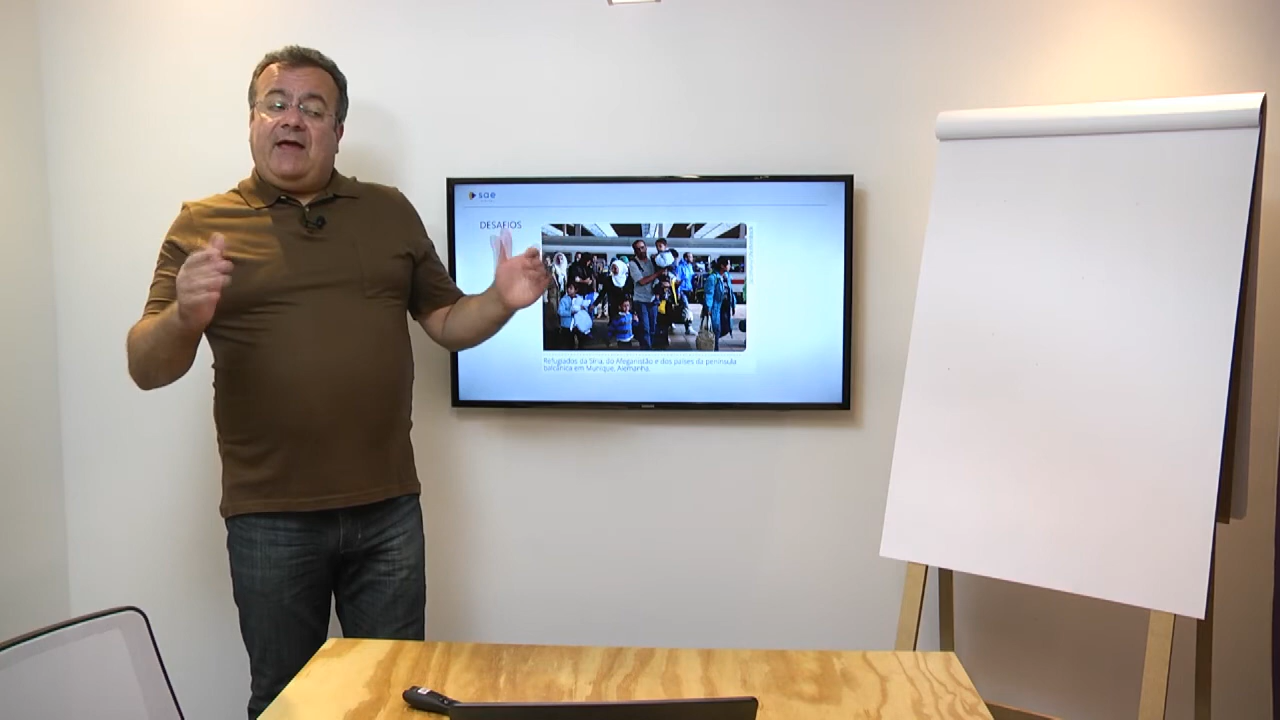 sae
DESAFIOS
Refugiados da Síria, do Afeganistão e dos países da península
balcânica em Munique, Alemanha.